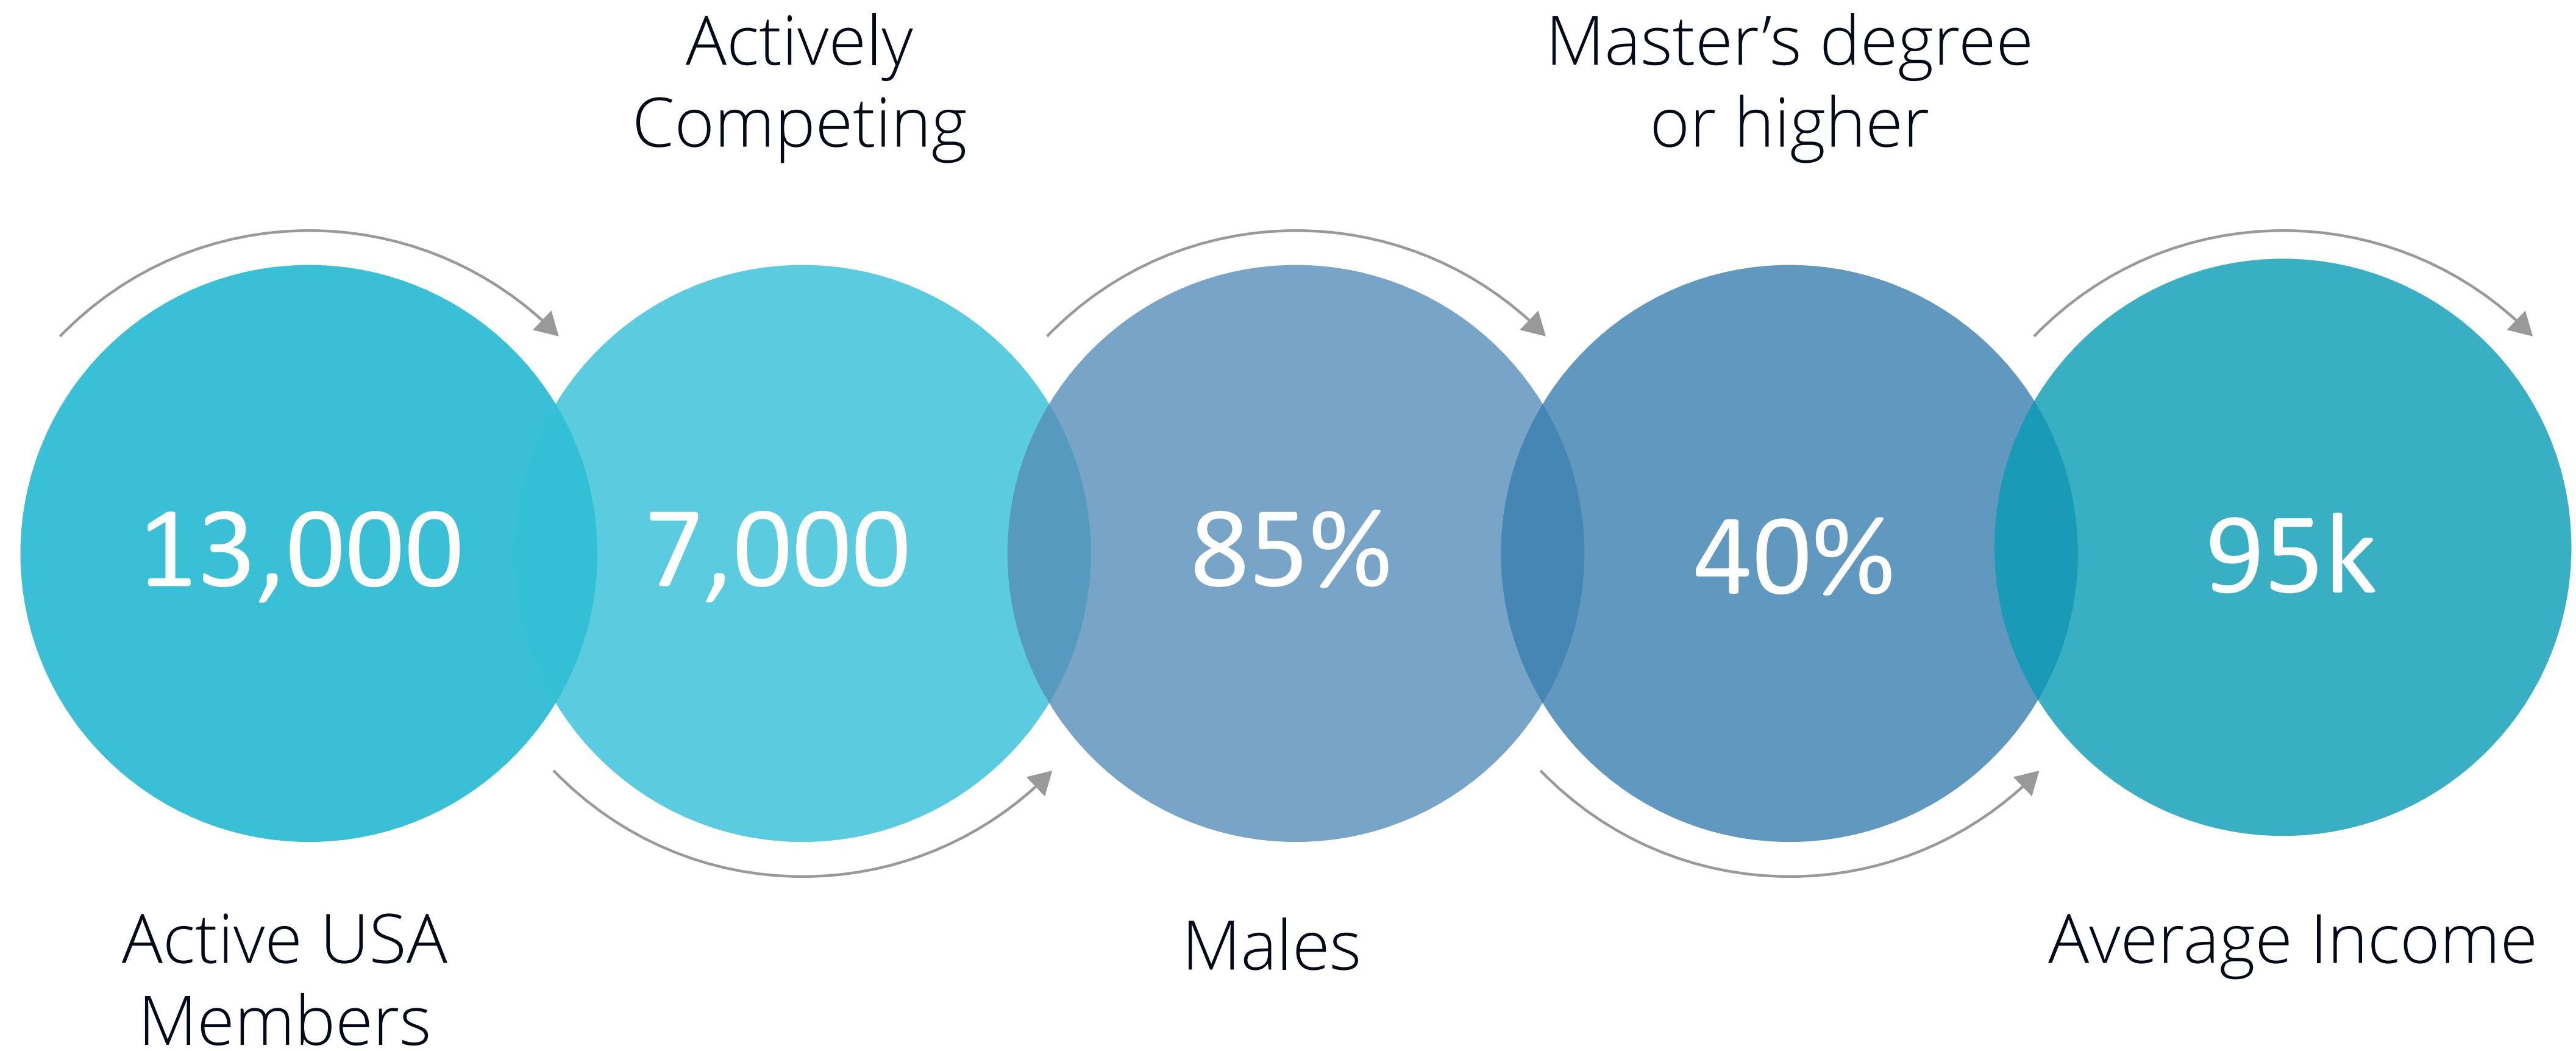 Actively
Competing
Master’s degree
or higher
13,000
7,000
85%
40%
95k
Active USA
Members
Males
Average Income